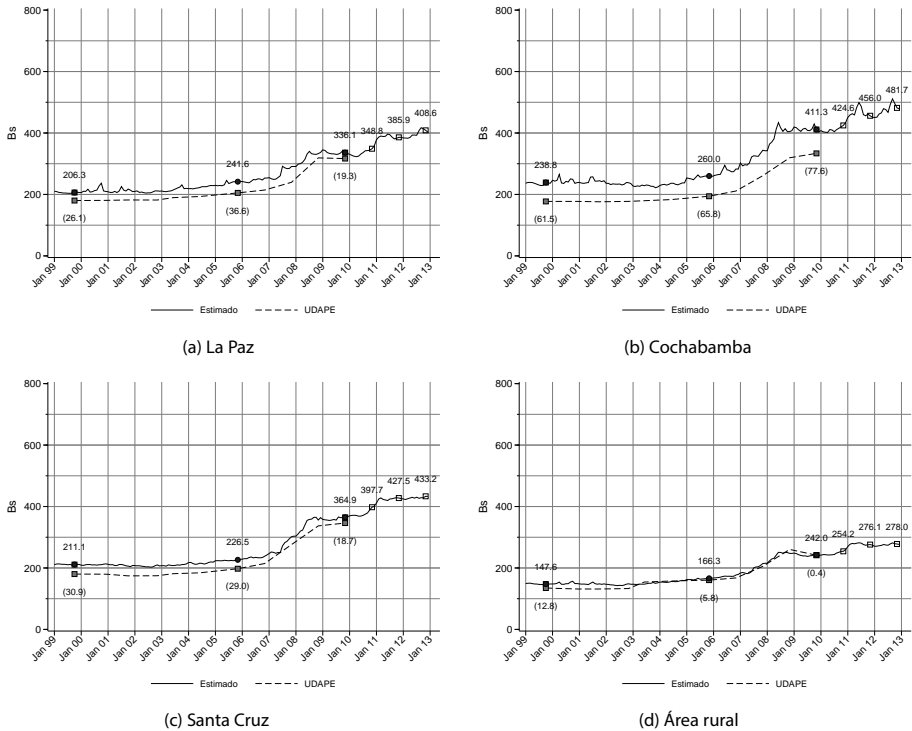 800
600
400
200
0
Bs
206.3
241.6
336.1
348.8
385.9
408.6
(26.1)
(36.6)
(19.3)
Jan 99
Jan 00
Jan 01
Jan 02
Jan 03
Jan 04
Jan 05
Jan 06
Jan 07
Jan 08
Jan 09
Jan 10
Jan 11
Jan 12
Jan 13
Estimado UDAPE
(a) La Paz
800
600
400
200
0
Bs
238.8
260.0
411.3
424.6
456.0
481.7
(61.5)
(65.8)
(77.6)
Jan 99
Jan 00
Jan 01
Jan 02
Jan 03
Jan 04
Jan 05
Jan 06
Jan 07
Jan 08
Jan 09
Jan 10
Jan 11
Jan 12
Jan 13
Estimado UDAPE
(b) Cochabamba
800
600
400
200
0
Bs
211.1
226.5
364.9
397.7
427.5
433.2
(30.9)
(29.0)
(18.7)
Jan 99
Jan 00
Jan 01
Jan 02
Jan 03
Jan 04
Jan 05
Jan 06
Jan 07
Jan 08
Jan 09
Jan 10
Jan 11
Jan 12
Jan 13
Estimado UDAPE
(c) Santa Cruz
800
600
400
200
0
Bs
147.6
166.3
242.0
254.2
276.1
278.0
(12.8)
(5.8)
(0.4)
Jan 99
Jan 00
Jan 01
Jan 02
Jan 03
Jan 04
Jan 05
Jan 06
Jan 07
Jan 08
Jan 09
Jan 10
Jan 11
Jan 12
Jan 13
Estimado UDAPE
(d) Área rural